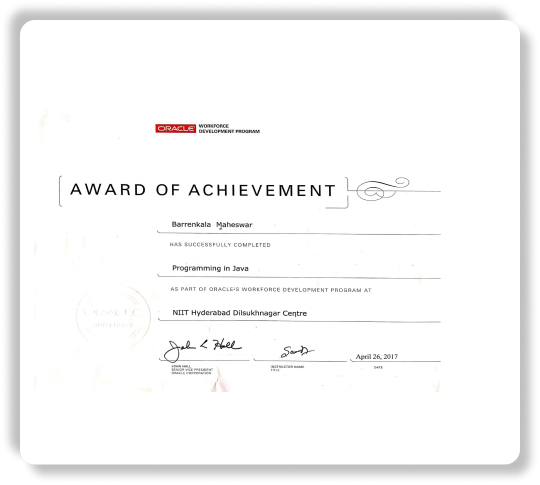 ORACLE WORKFORCE
DEVELOPMENT PROGRAM
AWARD OF ACHIEVEMENT
Barrenkala Maheswar
HAS SUCCESSFULLY COMPLETED
Programming in Java
AS PART OF ORACLE'S WORKFORCE DEVELOPMENT PROGRAM AT
NIIT Hyderabad Dilsukhnagar Centre
John L Hall
April 26, 2017
JOHN HALL
SENIOR VICE PRESIDENT
ORACLE CORPORATION
INSTRUCTOR NAME
TITLE
DATE